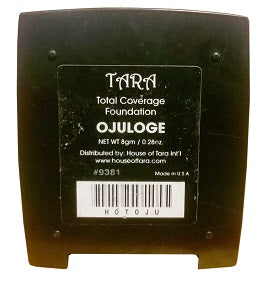 TARA
Total Coverage
Foundation
OJULOGE
NET WT 8gm / 0.28oz.
Distributed by: House of Tara Int'l
www.houseoftara.com
#9381
Made in U S A
HOTOJU